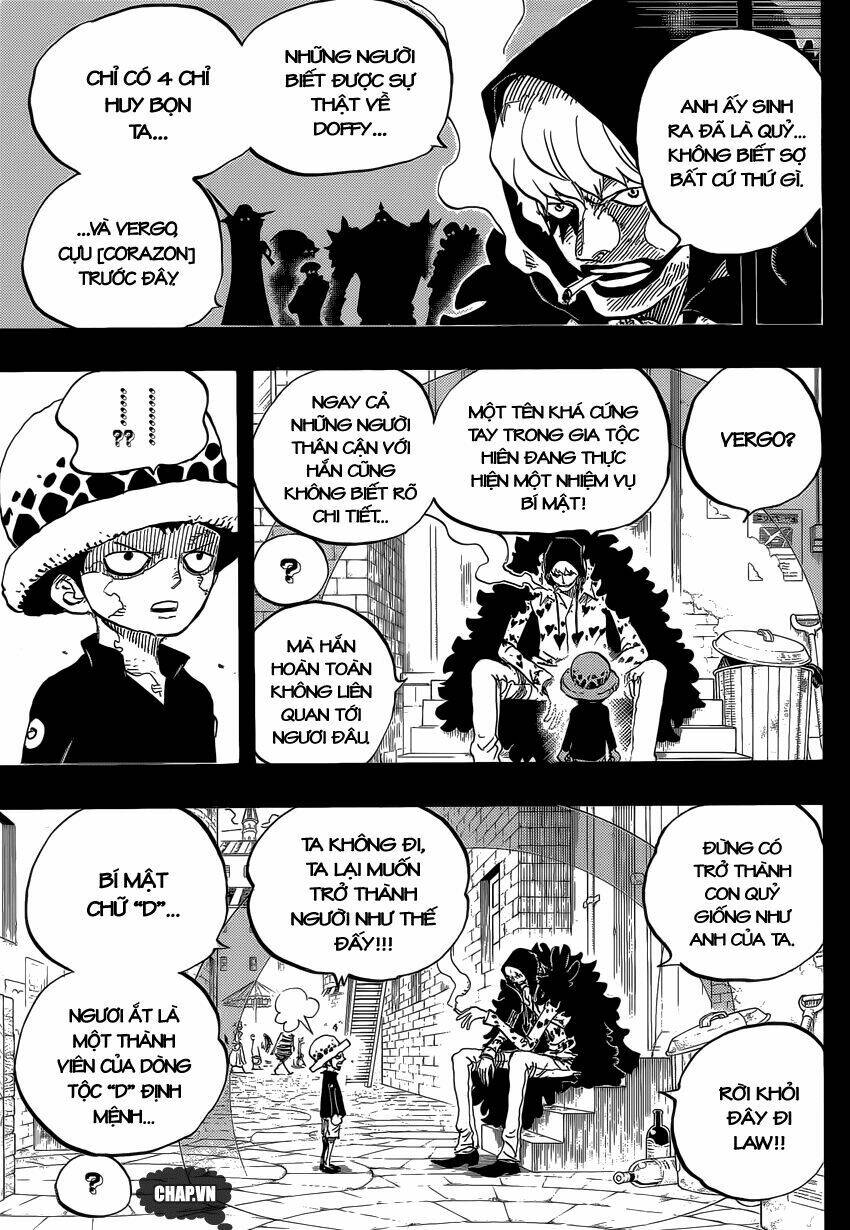 ANH ẤY SINH
RA ĐÃ LÀ QUỶ...
KHÔNG BIẾT SỢ
BẤT CỨ THỨ GÌ.
NHỮNG NGƯỜI
BIẾT ĐƯỢC SỰ
THẬT VỀ
DOFFY...
CHỈ CÓ 4 CHỈ
HUY BỌN
TA...
...VÀ VERGO,
CỰU [CORAZON]
TRƯỚC ĐÂY.
VERGO?
MỘT TÊN KHÁ CỨNG
TAY TRONG GIA TỘC
HIÊN ĐANG THỰC
HIỆN MỘT NHIỆM VỤ
BÍ MẬT!
NGAY CẢ
NHỮNG NGƯỜI
THÂN CẬN VỚI
HẮN CŨNG
KHÔNG BIẾT RÕ
CHI TIẾT...
?
MÀ HẮN
HOÀN TOÀN
KHÔNG LIÊN
QUAN TỚI
NGƯƠI ĐÂU.
!!
??
ĐỪNG CÓ
TRỞ THÀNH
CON QUỶ
GIỐNG NHƯ
ANH CỦA TA.
TA KHÔNG ĐI,
TA LẠI MUỐN
TRỞ THÀNH
NGƯỜI NHƯ THẾ
ĐẤY!!!
RỜI KHỎI
ĐÂY ĐI
LAW!!
BÍ MẬT
CHỮ “D”...
NGƯƠI ẮT LÀ
MỘT THÀNH
VIÊN CỦA DÒNG
TỘC “D” ĐỊNH
MỆNH...
?
CHAP.VN